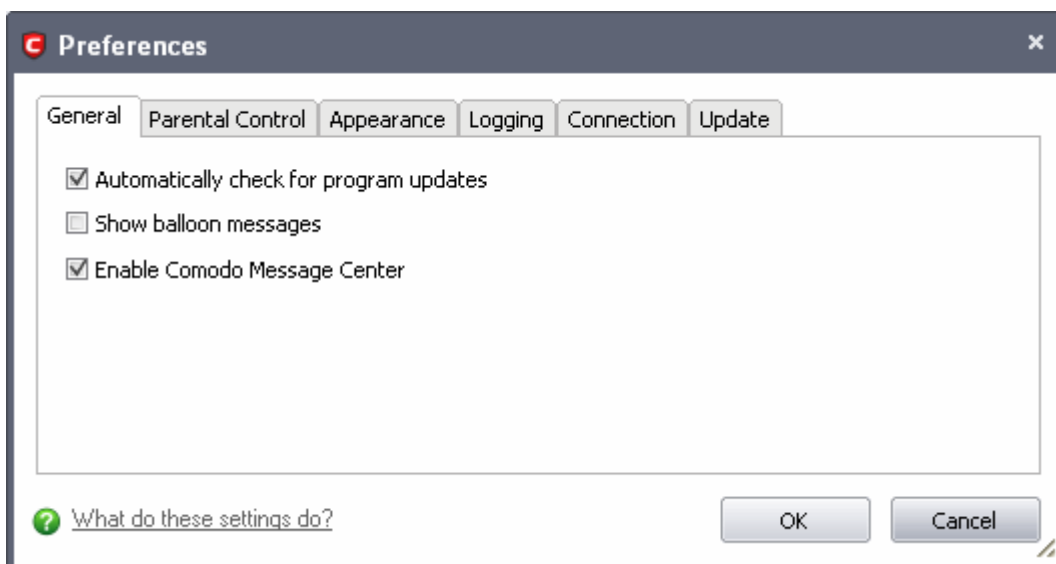 Preferences
General Parental Control Appearance Logging Connection Update
Automatically check for program updates
Show balloon messages
Enable Comodo Message Center
What do these settings do?
OK Cancel